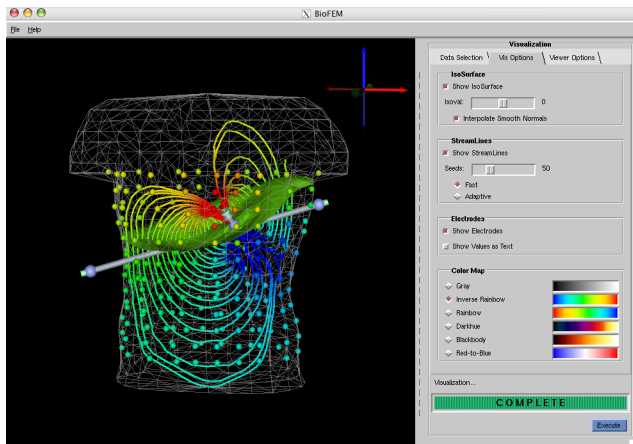 X BioFEM
File Help
Visualization
Data Selection Vis Options Viewer Options
IsoSurface
Show IsoSurface
Isoval: 0
Interpolate Smooth Normals
StreamLines
Show StreamLines
Seeds: 50
Fast
Adaptive
Electrodes
Show Electrodes
Show Values as Text
Color Map
Gray
Inverse Rainbow
Rainbow
Darkhue
Blackbody
Red-to-Blue
Visualization...
COMPLETE
Execute